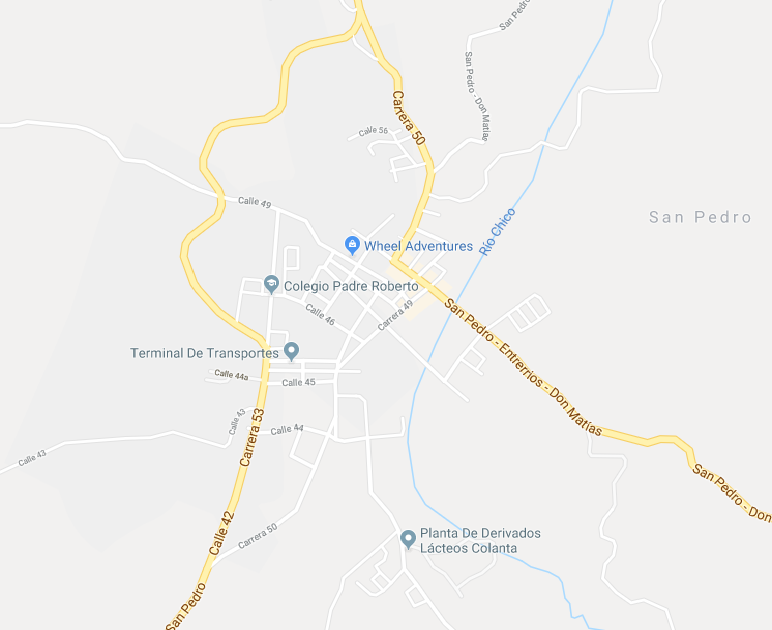 San Pedro
San Pedro - Don Matías
Carrera 50
Calle 56
San Pedro
Calle 49
Río Chico
Wheel Adventures
Colegio Padre Roberto
Calle 46
Carrera 49
San Pedro - Entrerrios - Don Matías
Terminal De Transportes
Calle 44a
Calle 45
Calle 43
Calle 44
Carrera 53
Calle 43
San Pedro - Don
Calle 42
Carrera 50
Planta De Derivados
Lácteos Colanta
San Pedro